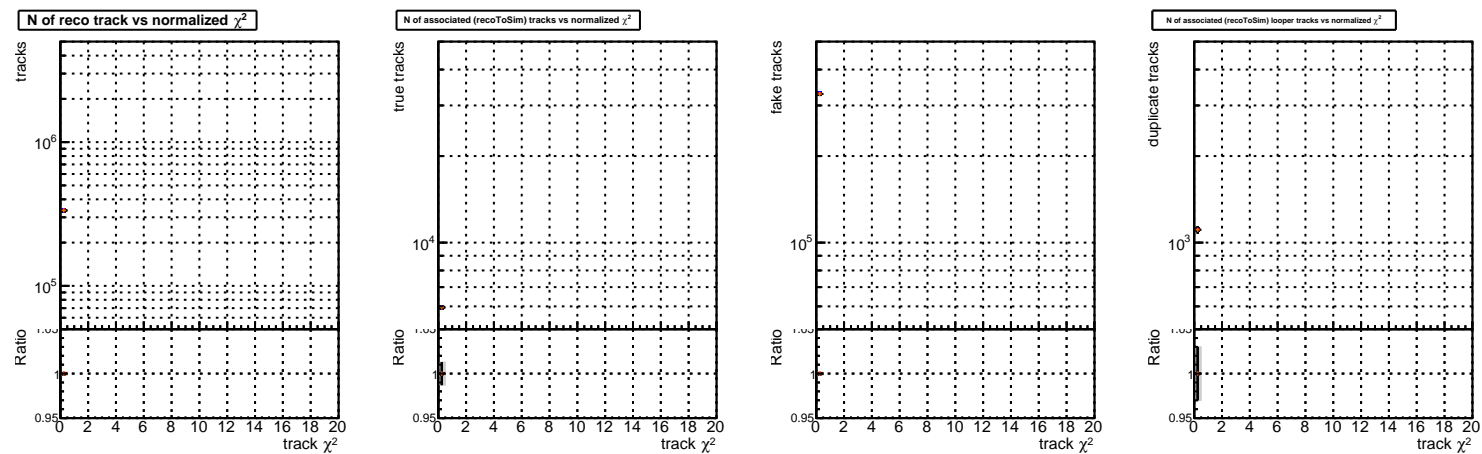 N of reco track vs normalized χ²
tracks
10⁶
10⁵
Ratio
1
0.95
0 2 4 6 8 10 12 14 16 18 20
track χ²
N of associated (recoToSim) tracks vs normalized χ²
true tracks
10⁴
Ratio
1
0.95
0 2 4 6 8 10 12 14 16 18 20
track χ²
fake tracks
10⁵
Ratio
1
0.95
0 2 4 6 8 10 12 14 16 18 20
track χ²
N of associated (recoToSim) looper tracks vs normalized χ²
duplicate tracks
10³
Ratio
1
0.95
0 2 4 6 8 10 12 14 16 18 20
track χ²